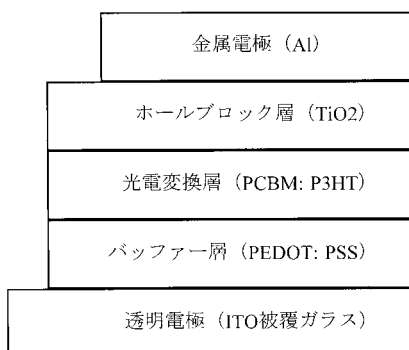 金属電極（Al）
ホールブロック層（TiO2）
光電変換層（PCBM: P3HT）
バッファー層（PEDOT: PSS）
透明電極（ITO被覆ガラス）